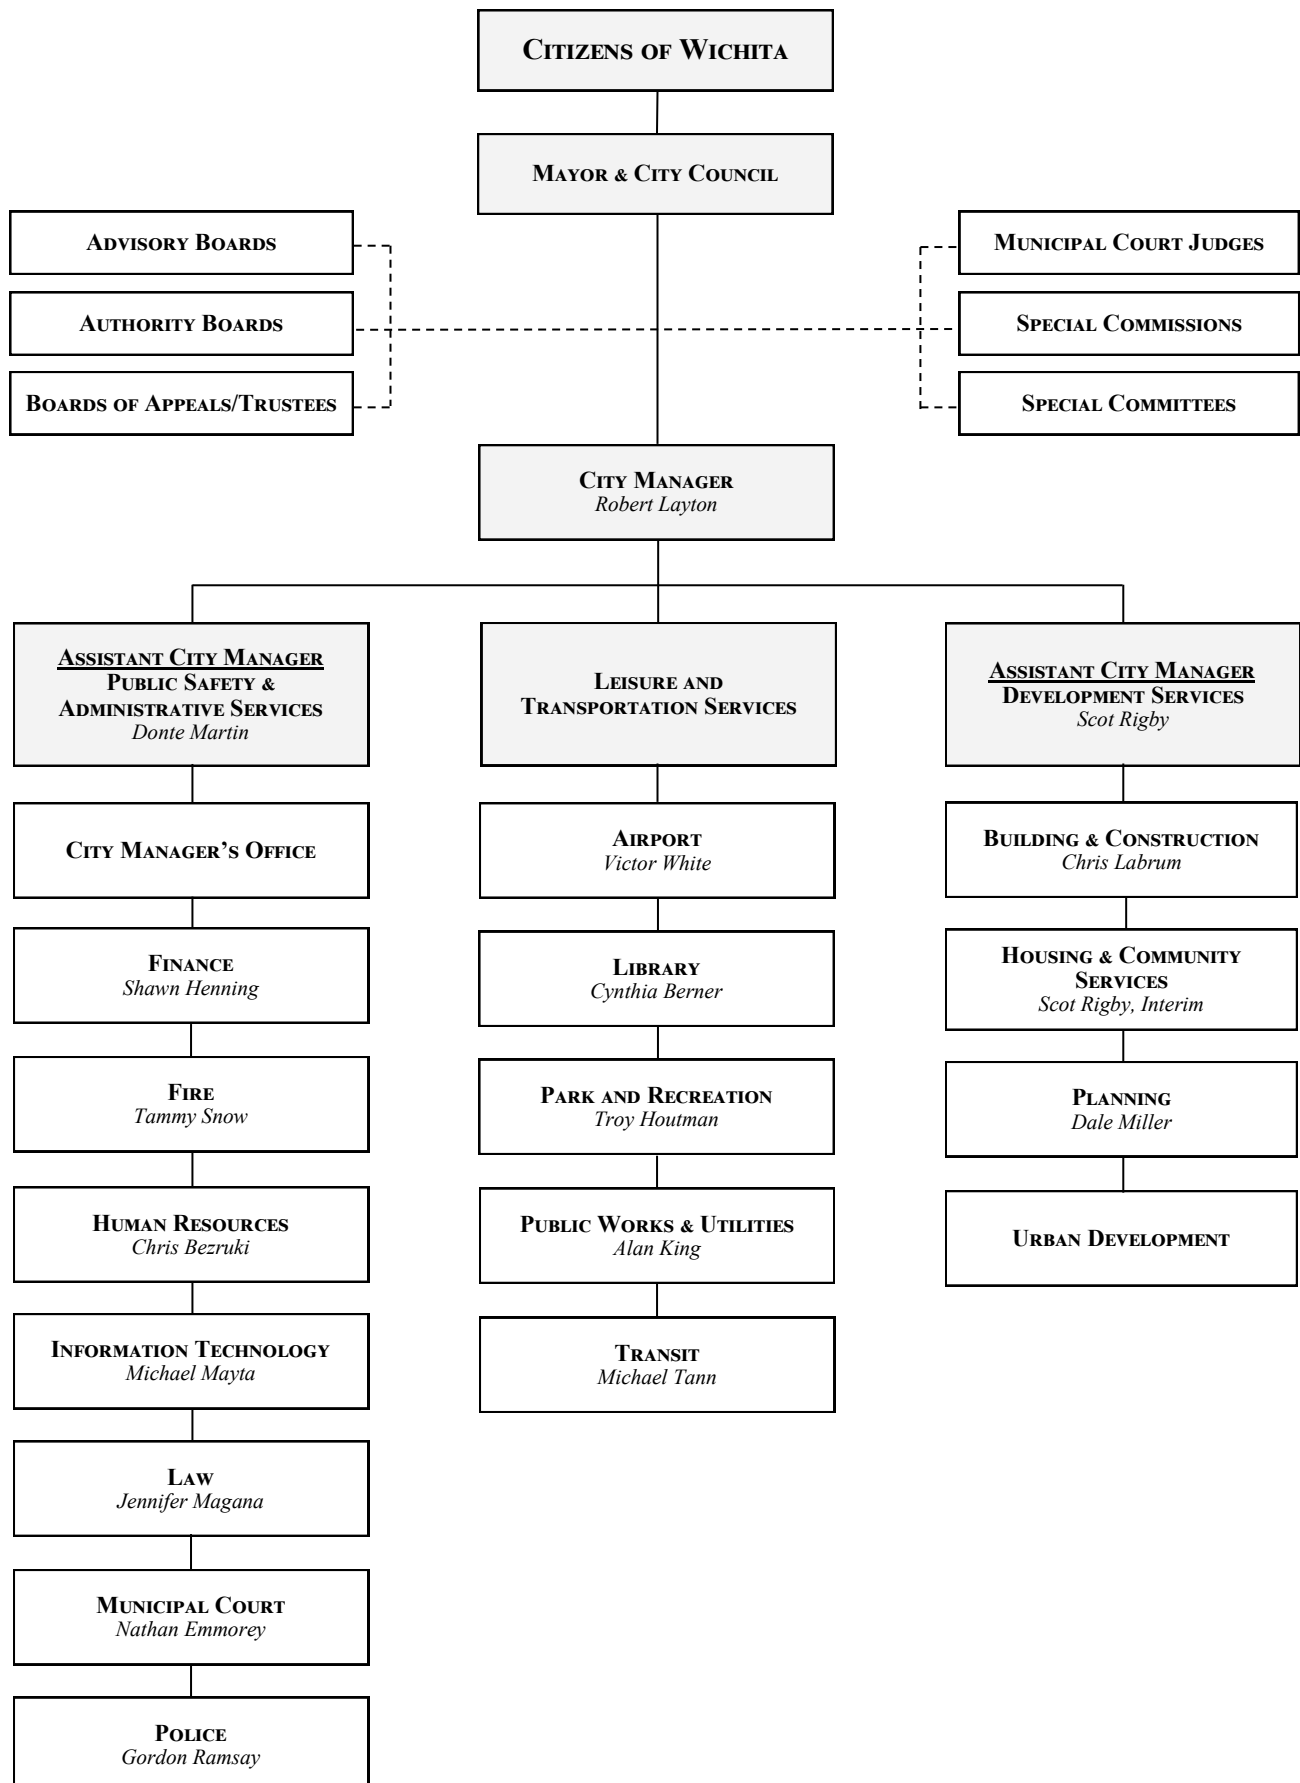 CITIZENS OF WICHITA
MAYOR & CITY COUNCIL
ADVISORY BOARDS
AUTHORITY BOARDS
BOARDS OF APPEALS/TRUSTEES
MUNICIPAL COURT JUDGES
SPECIAL COMMISSIONS
SPECIAL COMMITTEES
CITY MANAGER
Robert Layton
ASSISTANT CITY MANAGER
PUBLIC SAFETY &
ADMINISTRATIVE SERVICES
Donte Martin
CITY MANAGER’S OFFICE
FINANCE
Shawn Henning
FIRE
Tammy Snow
HUMAN RESOURCES
Chris Bezruki
INFORMATION TECHNOLOGY
Michael Mayta
LAW
Jennifer Magana
MUNICIPAL COURT
Nathan Emmorey
POLICE
Gordon Ramsay
LEISURE AND
TRANSPORTATION SERVICES
AIRPORT
Victor White
LIBRARY
Cynthia Berner
PARK AND RECREATION
Troy Houtman
PUBLIC WORKS & UTILITIES
Alan King
TRANSIT
Michael Tann
ASSISTANT CITY MANAGER
DEVELOPMENT SERVICES
Scot Rigby
BUILDING & CONSTRUCTION
Chris Labrum
HOUSING & COMMUNITY
SERVICES
Scot Rigby, Interim
PLANNING
Dale Miller
URBAN DEVELOPMENT